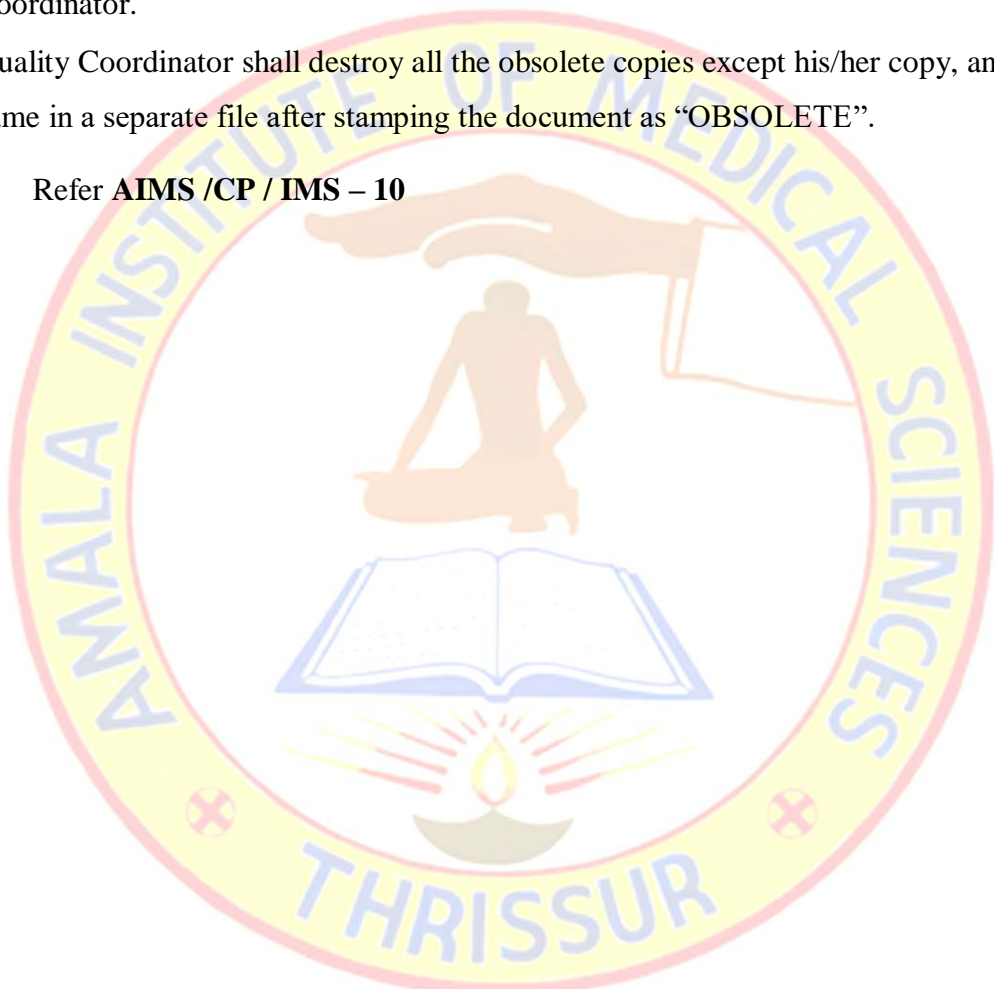 oordinator.
uality Coordinator shall destroy all the obsolete copies except his/her copy, an
ame in a separate file after stamping the document as “OBSOLETE”.
Refer AIMS /CP / IMS – 10
AMALA INSTITUTE OF MEDICAL SCIENCES
THRISSUR